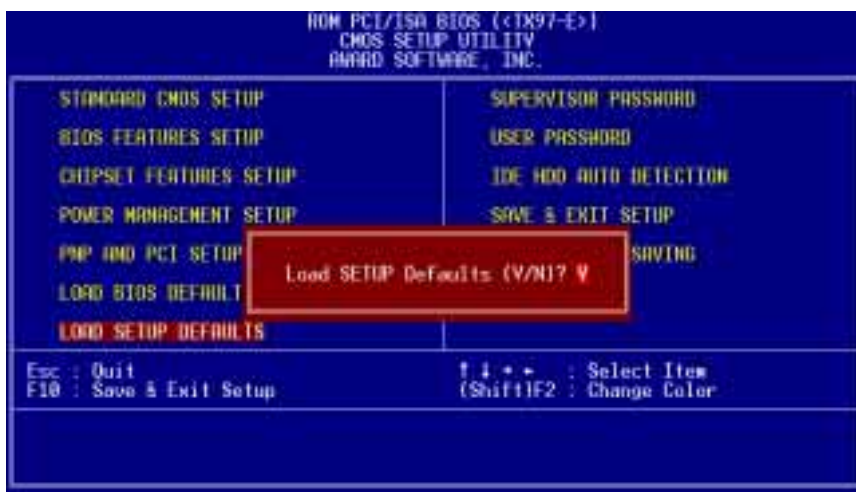 ROM PCI/ISA BIOS (<TX97-E>)
CMOS SETUP UTILITY
AWARD SOFTWARE, INC.
STANDARD CMOS SETUP
BIOS FEATURES SETUP
CHIPSET FEATURES SETUP
POWER MANAGEMENT SETUP
PNP AND PCI SETUP
LOAD BIOS DEFAULT
LOAD SETUP DEFAULTS
SUPERVISOR PASSWORD
USER PASSWORD
IDE HDD AUTO DETECTION
SAVE & EXIT SETUP
SAVING
Load SETUP Defaults (Y/N)? Y
Esc : Quit
F10 : Save & Exit Setup
↑ ↓ → ← : Select Item
(Shift)F2 : Change Color